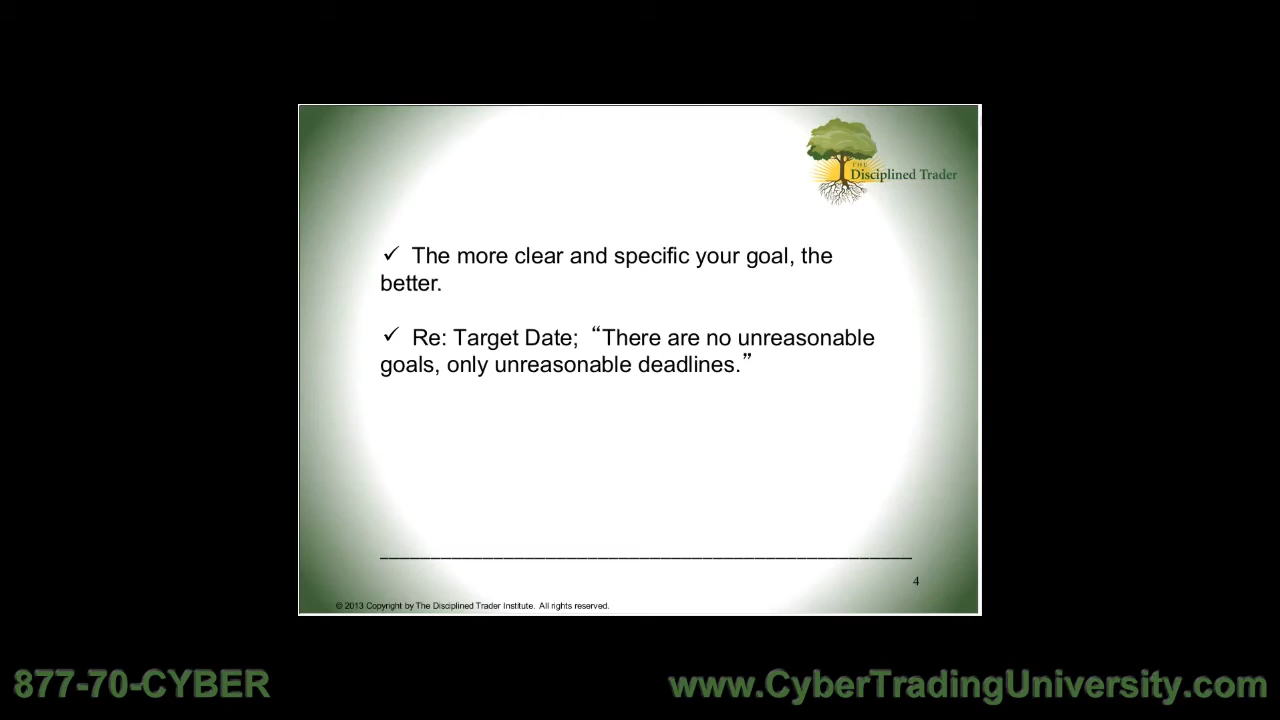 THE
Disciplined Trader
✓ The more clear and specific your goal, the
better.
✓ Re: Target Date; “There are no unreasonable
goals, only unreasonable deadlines.”
4
© 2013 Copyright by The Disciplined Trader Institute. All rights reserved.
877-70-CYBER
www.CyberTradingUniversity.com